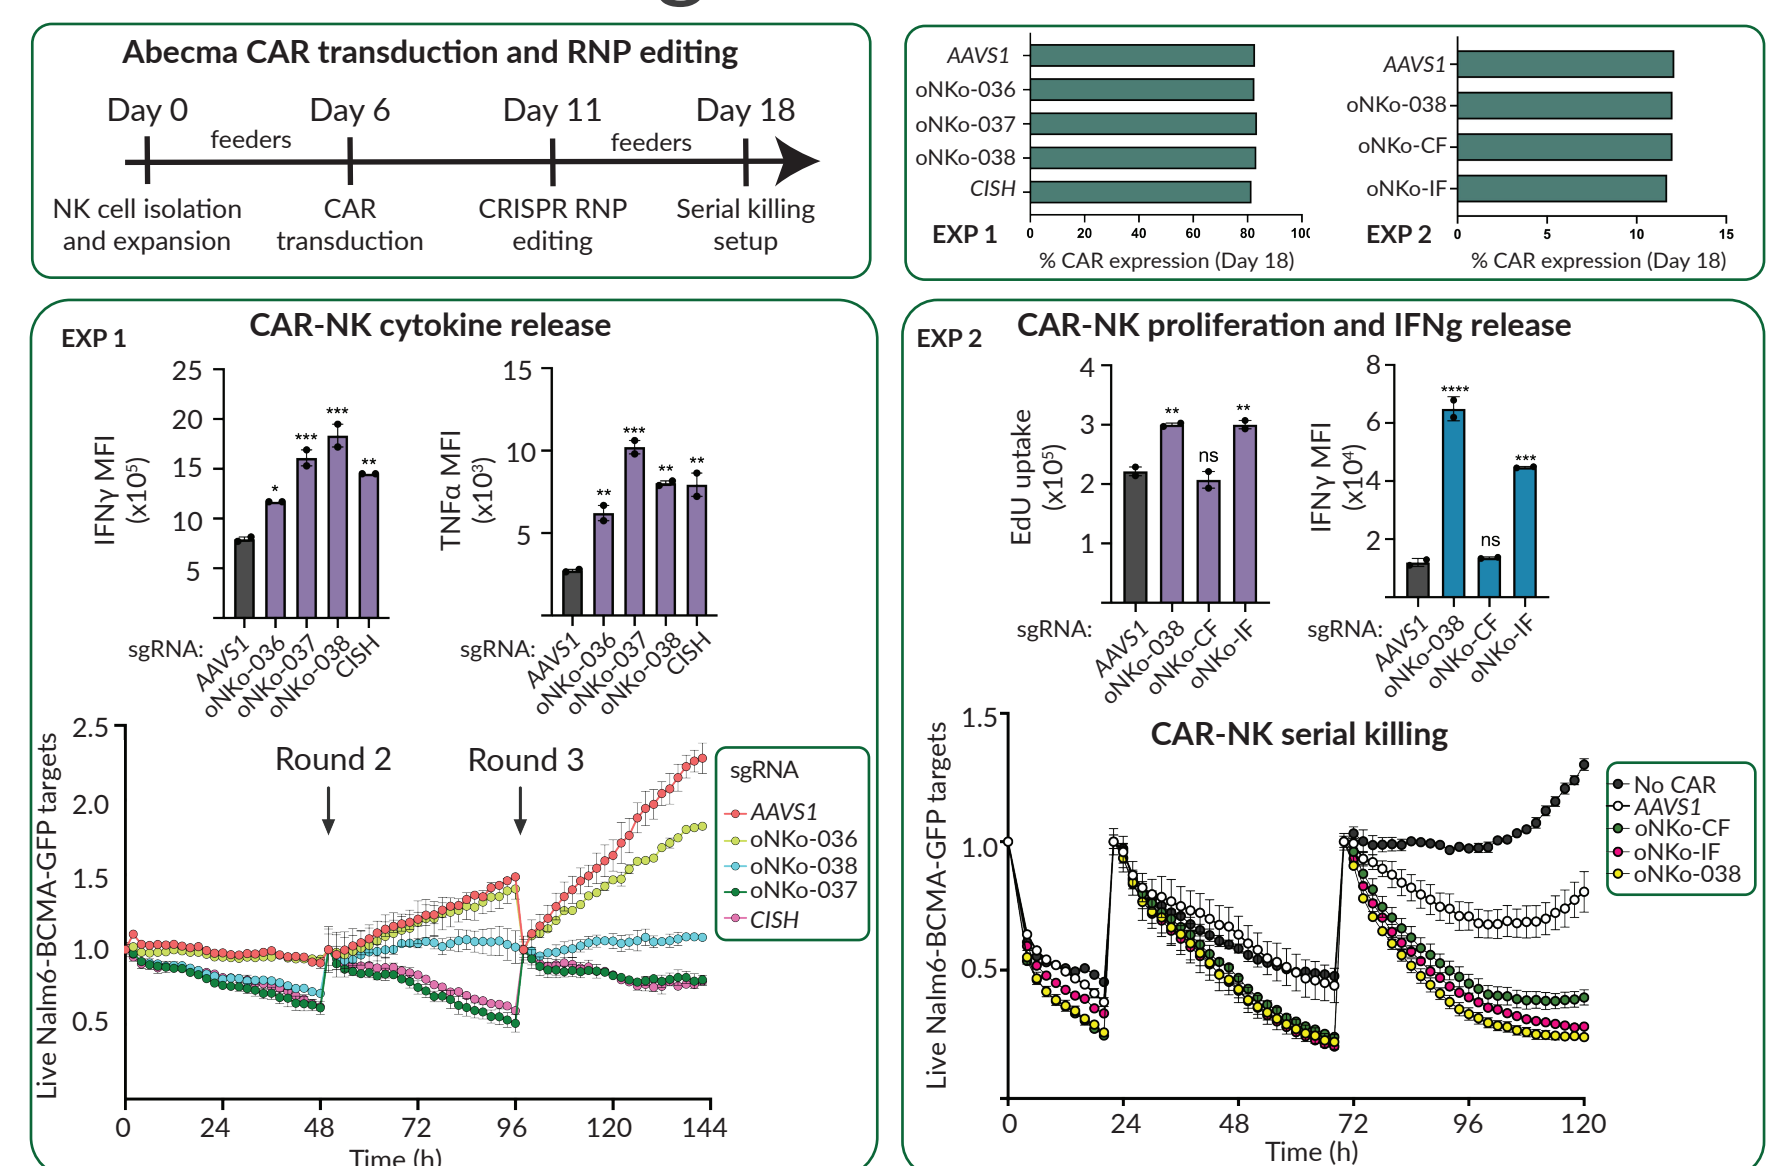 Abecma CAR transduction and RNP editing
Day 0
Day 6
Day 11
Day 18
feeders
feeders
NK cell isolation
and expansion
CAR
transduction
CRISPR RNP
editing
Serial killing
setup
AAVS1
oNKo-036
oNKo-037
oNKo-038
CISH
EXP 1
0 20 40 60 80
% CAR expression (Day 18)
AAVS1
oNKo-038
oNKo-CF
oNKo-IF
EXP 2
0 5 10 15
% CAR expression (Day 18)
EXP 1
CAR-NK cytokine release
IFNγ MFI
(x10⁵)
25
20
15
10
5
*
***
***
**
sgRNA:
AAVS1
oNKo-036
oNKo-037
oNKo-038
CISH
TNFα MFI
(x10³)
15
10
5
**
***
**
**
sgRNA:
AAVS1
oNKo-036
oNKo-037
oNKo-038
CISH
Live Nalm6-BCMA-GFP targets
2.5
2.0
1.5
1.0
0.5
Round 2
Round 3
sgRNA
AAVS1
oNKo-036
oNKo-038
oNKo-037
CISH
0 24 48 72 96 120 144
Time (h)
EXP 2
CAR-NK proliferation and IFNg release
EdU uptake
(x10⁵)
4
3
2
1
**
ns
**
sgRNA:
AAVS1
oNKo-038
oNKo-CF
oNKo-IF
IFNγ MFI
(x10⁴)
8
6
4
2
****
ns
***
sgRNA:
AAVS1
oNKo-038
oNKo-CF
oNKo-IF
CAR-NK serial killing
Live Nalm6-BCMA-GFP targets
1.5
1.0
0.5
No CAR
AAVS1
oNKo-CF
oNKo-IF
oNKo-038
0 24 48 72 96 120
Time (h)